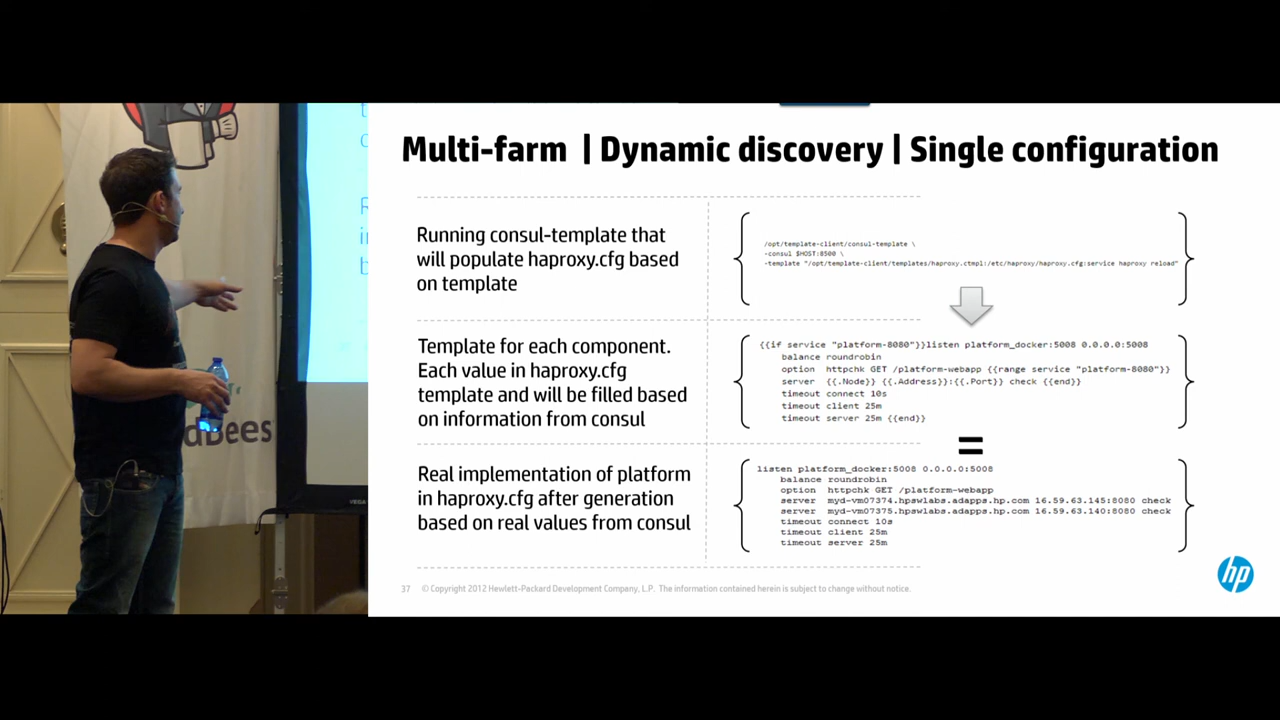 Multi-farm | Dynamic discovery | Single configuration
Running consul-template that
will populate haproxy.cfg based
on template
/opt/template-client/consul-template \
-consul $HOST:8500 \
-template "/opt/template-client/templates/haproxy.ctmpl:/etc/haproxy/haproxy.cfg:service haproxy reload"
Template for each component.
Each value in haproxy.cfg
template and will be filled based
on information from consul
{{if service "platform-8080"}}listen platform_docker:5008 0.0.0.0:5008
balance roundrobin
option httpchk GET /platform-webapp {{range service "platform-8080"}}
server {{.Node}} {{.Address}}:{{.Port}} check {{end}}
timeout connect 10s
timeout client 25m
timeout server 25m {{end}}
=
Real implementation of platform
in haproxy.cfg after generation
based on real values from consul
listen platform_docker:5008 0.0.0.0:5008
balance roundrobin
option httpchk GET /platform-webapp
server myd-vm07374.hpswlabs.adapps.hp.com 16.59.63.145:8080 check
server myd-vm07375.hpswlabs.adapps.hp.com 16.59.63.140:8080 check
timeout connect 10s
timeout client 25m
timeout server 25m
37 © Copyright 2012 Hewlett-Packard Development Company, L.P. The information contained herein is subject to change without notice.
hp
dBees